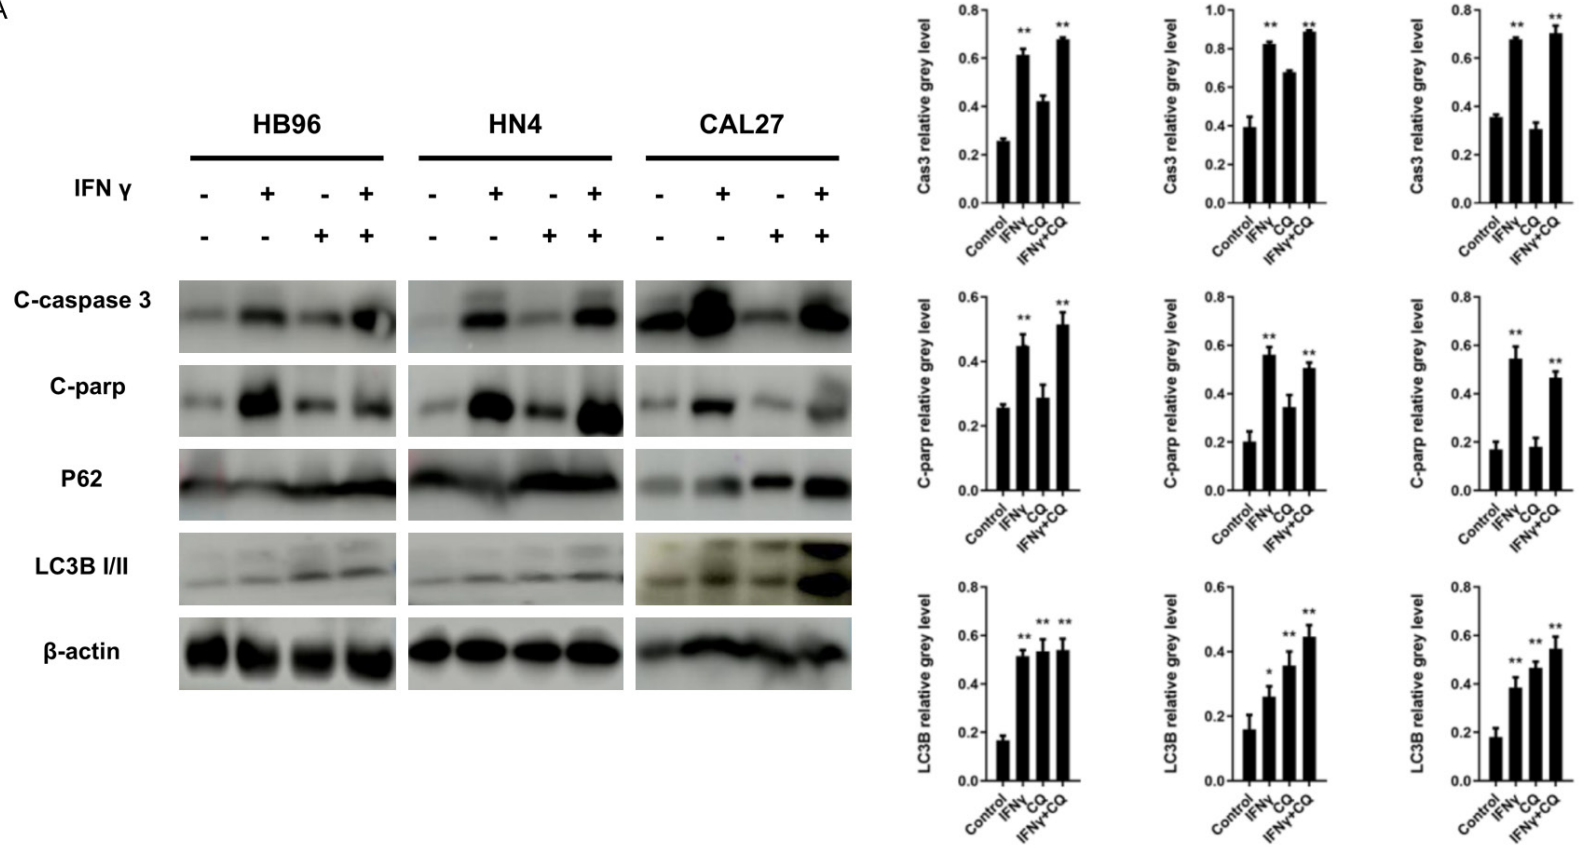 A
HB96 HN4 CAL27
IFN γ - + - + - + - + - + - +
- - + + - - + + - - + +
C-caspase 3
C-parp
P62
LC3B I/II
β-actin
Cas3 relative grey level
0.8
0.6
0.4
0.2
0.0
** **
Control IFNγ CQ IFNγ+CQ
Cas3 relative grey level
1.0
0.8
0.6
0.4
0.2
0.0
** **
Control IFNγ CQ IFNγ+CQ
Cas3 relative grey level
0.8
0.6
0.4
0.2
0.0
** **
Control IFNγ CQ IFNγ+CQ
C-parp relative grey level
0.6
0.4
0.2
0.0
** **
Control IFNγ CQ IFNγ+CQ
C-parp relative grey level
0.8
0.6
0.4
0.2
0.0
** **
Control IFNγ CQ IFNγ+CQ
C-parp relative grey level
0.8
0.6
0.4
0.2
0.0
** **
Control IFNγ CQ IFNγ+CQ
LC3B relative grey level
0.8
0.6
0.4
0.2
0.0
** ** **
Control IFNγ CQ IFNγ+CQ
LC3B relative grey level
0.6
0.4
0.2
0.0
* ** **
Control IFNγ CQ IFNγ+CQ
LC3B relative grey level
0.8
0.6
0.4
0.2
0.0
** ** **
Control IFNγ CQ IFNγ+CQ